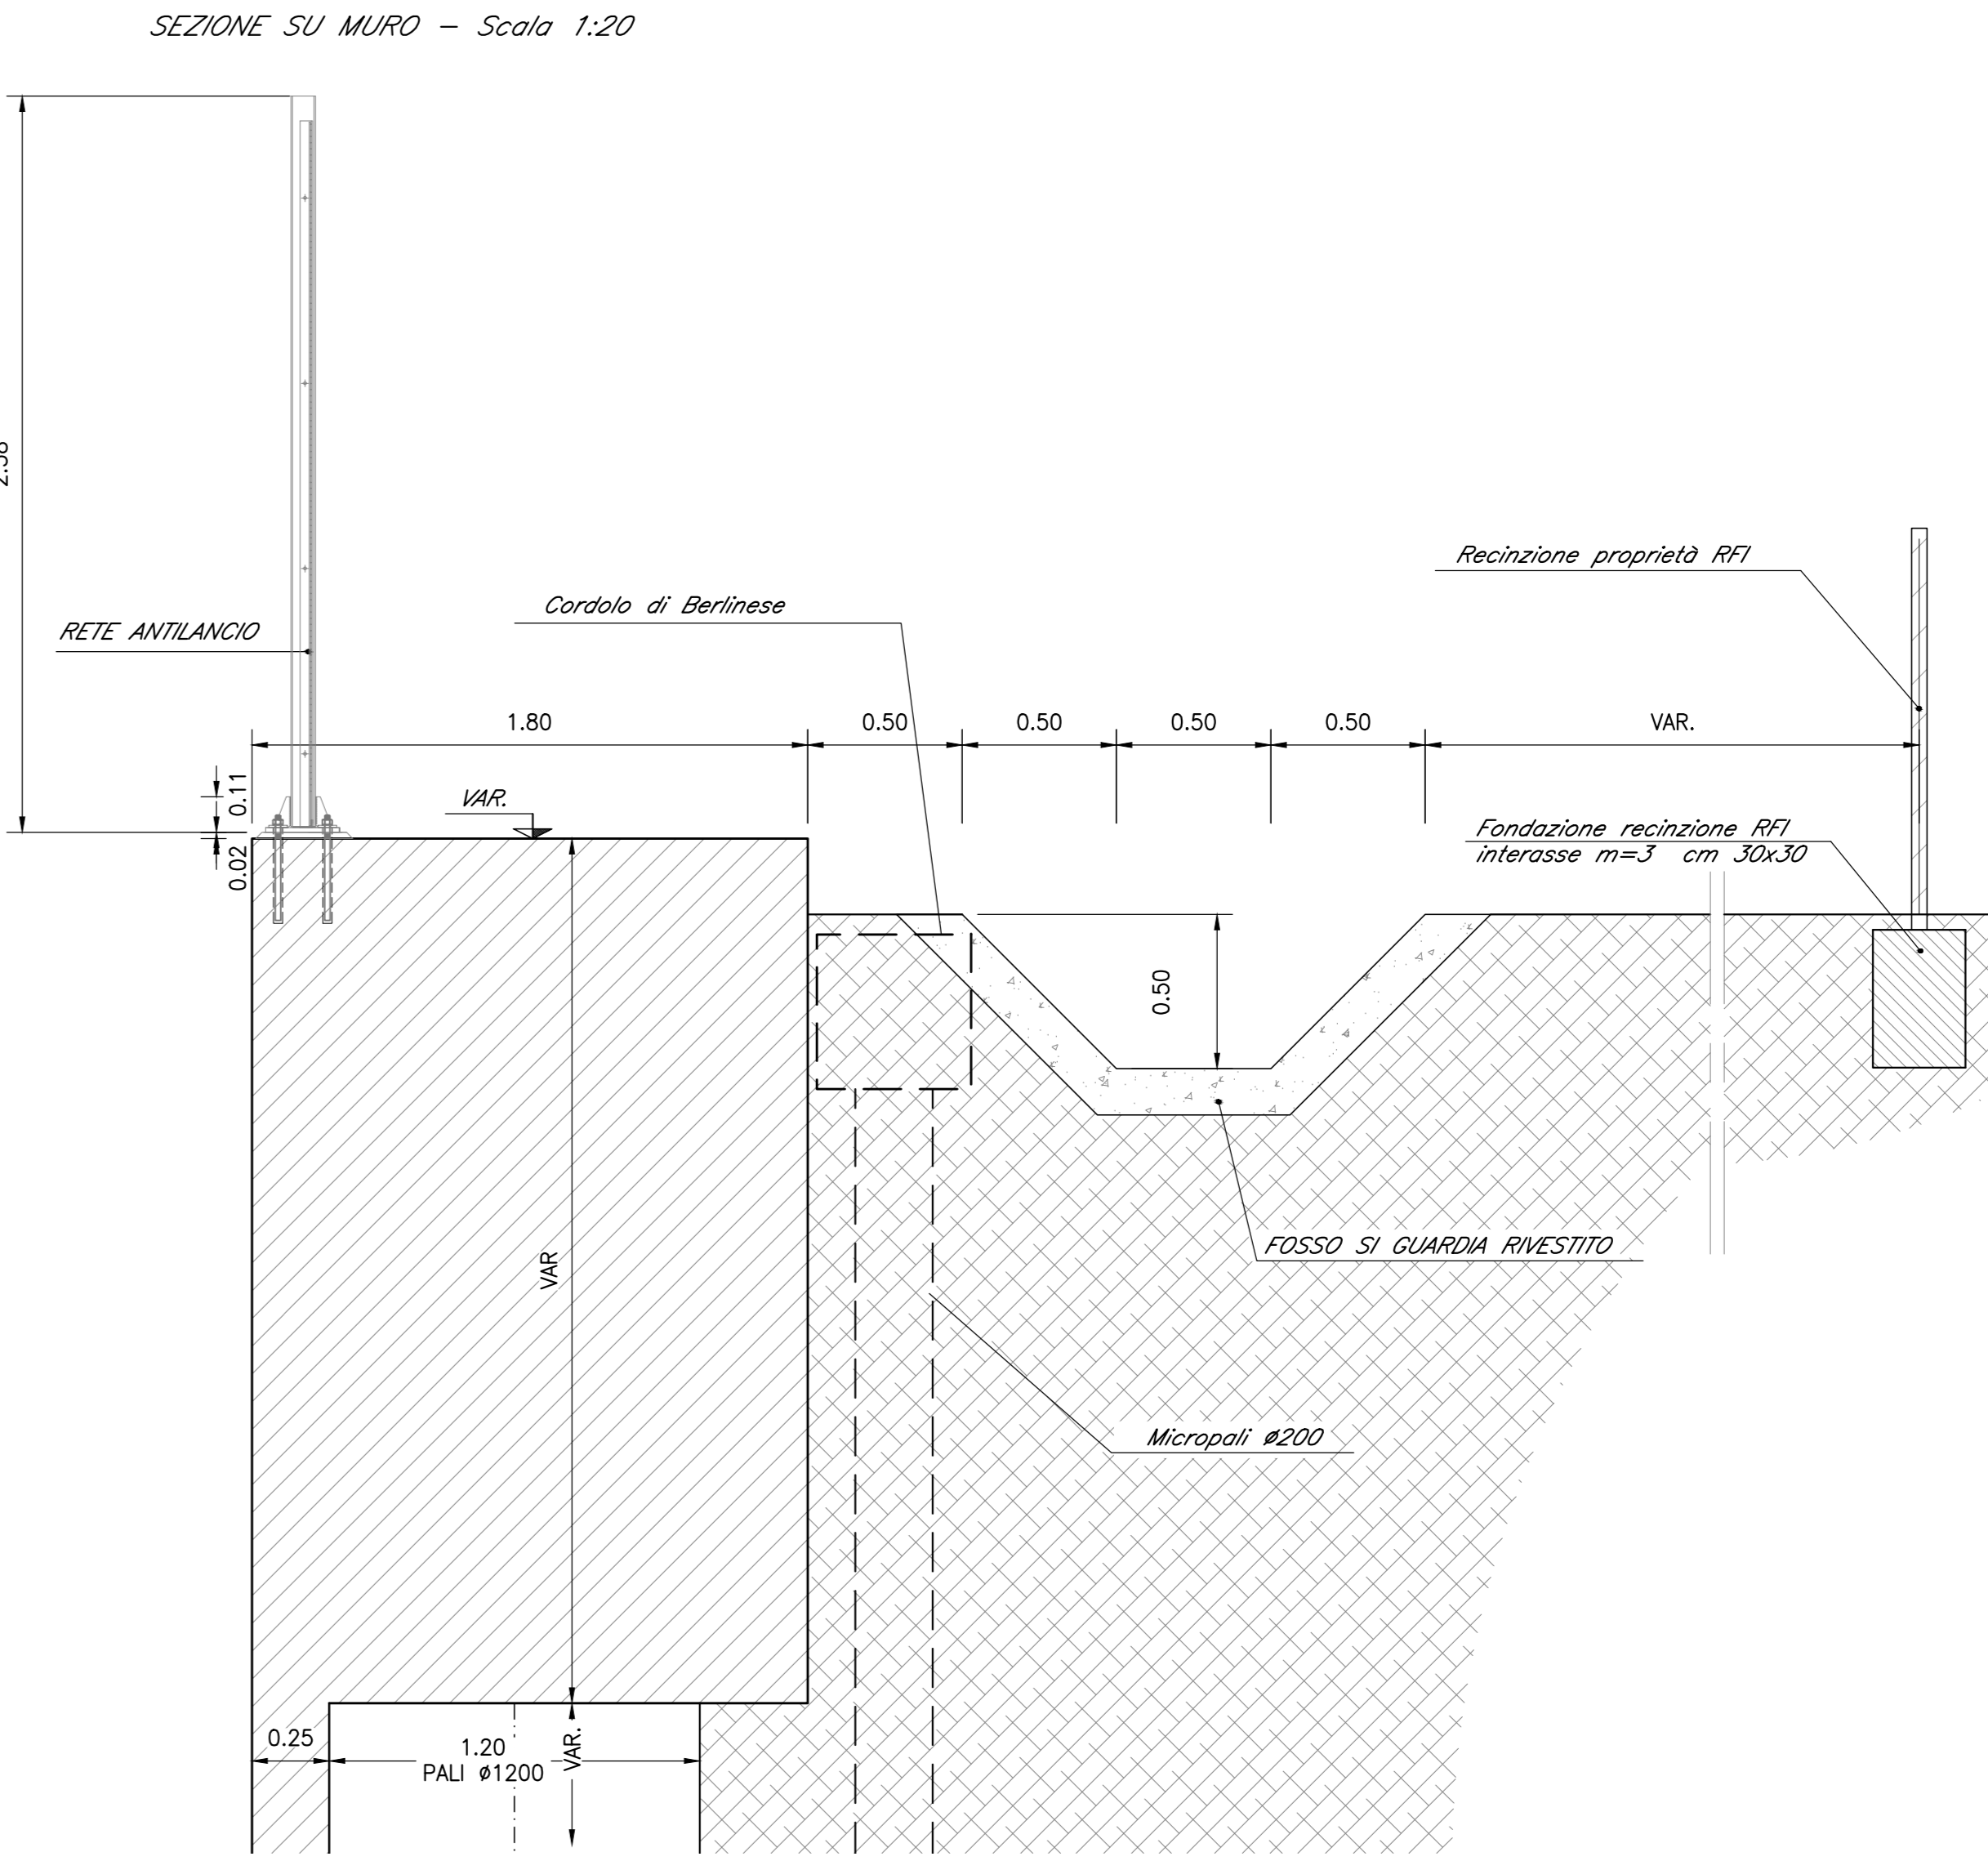 SEZIONE SU MURO – Scala 1:20
Recinzione proprietà RFI
Cordolo di Berlinese
RETE ANTILANCIO
1.80
0.50
0.50
0.50
0.50
VAR.
0.11
VAR.
0.02
Fondazione recinzione RFI
interasse m=3 cm 30x30
0.50
VAR
FOSSO SI GUARDIA RIVESTITO
Micropali ø200
0.25
1.20
PALI ø1200
VAR.